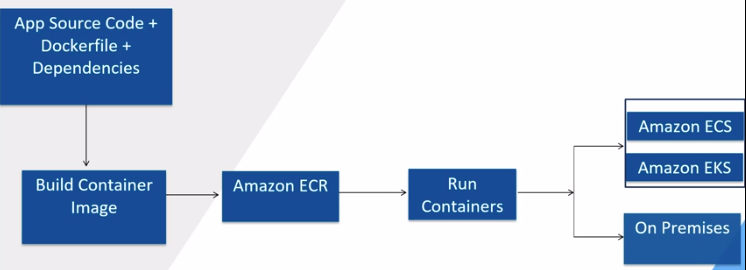 App Source Code +
Dockerfile +
Dependencies
Build Container
Image
Amazon ECR
Run
Containers
Amazon ECS
Amazon EKS
On Premises